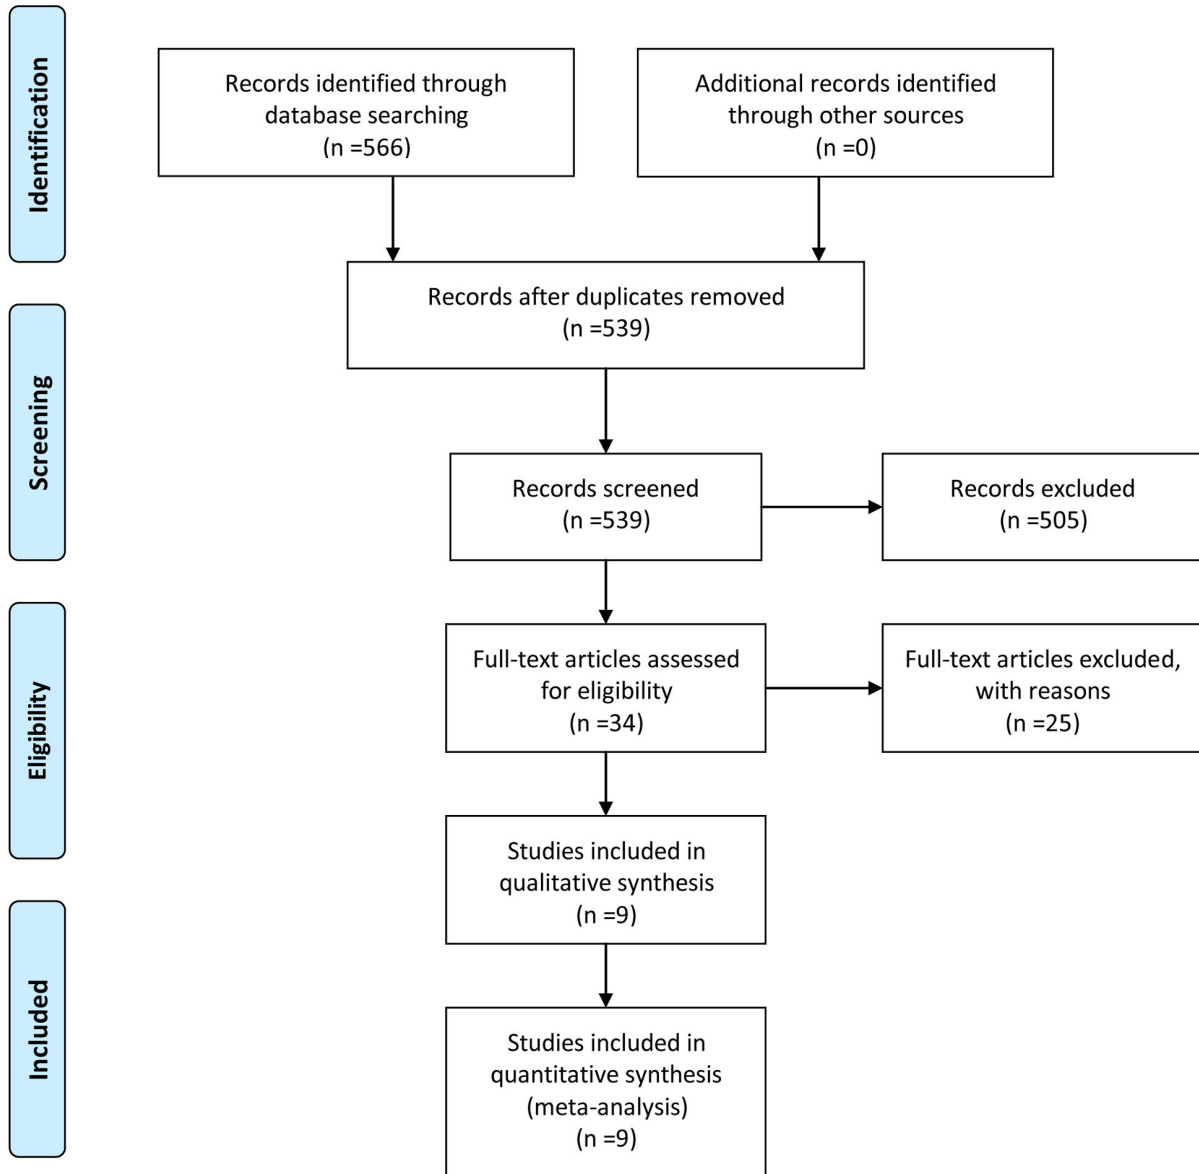 Identification
Records identified through
database searching
(n =566)
Additional records identified
through other sources
(n =0)
Records after duplicates removed
(n =539)
Screening
Records screened
(n =539)
Records excluded
(n =505)
Eligibility
Full-text articles assessed
for eligibility
(n =34)
Full-text articles excluded,
with reasons
(n =25)
Studies included in
qualitative synthesis
(n =9)
Included
Studies included in
quantitative synthesis
(meta-analysis)
(n =9)